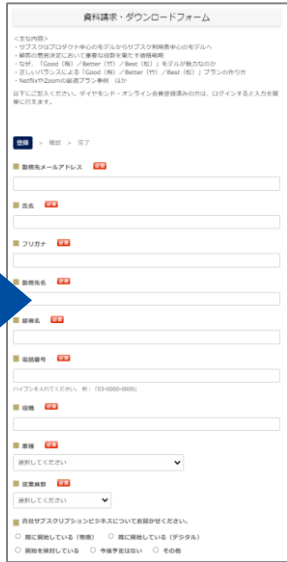 資料請求・ダウンロードフォーム
<主な内容>
・サブスクはプロダクト中心のモデルからサブスク利用者中心のモデルへ
・顧客の意思決定において重要な役割を果たす価格戦略
・なぜ、「Good（梅）／Better（竹）／Best（松）」モデルが魅力なのか
・正しいバランスによる「Good（梅）／Better（竹）／Best（松）」プランの作り方
・NetflixやZoomの最適プラン事例 ほか
以下にご記入ください。ダイヤモンド・オンライン会員登録済みの方は、ログインすると入力を簡単に行えます。
登録 > 確認 > 完了
勤務先メールアドレス 必須
氏名 必須
フリガナ 必須
勤務先名 必須
部署名 必須
電話番号 必須
ハイフンを入れてください。例：「03-0000-0000」
役職 必須
業種 必須
選択してください
従業員数 必須
選択してください
自社サブスクリプションビジネスについてお聞かせください。
既に開始している（物販） 既に開始している（デジタル）
開始を検討している 今後予定はない その他